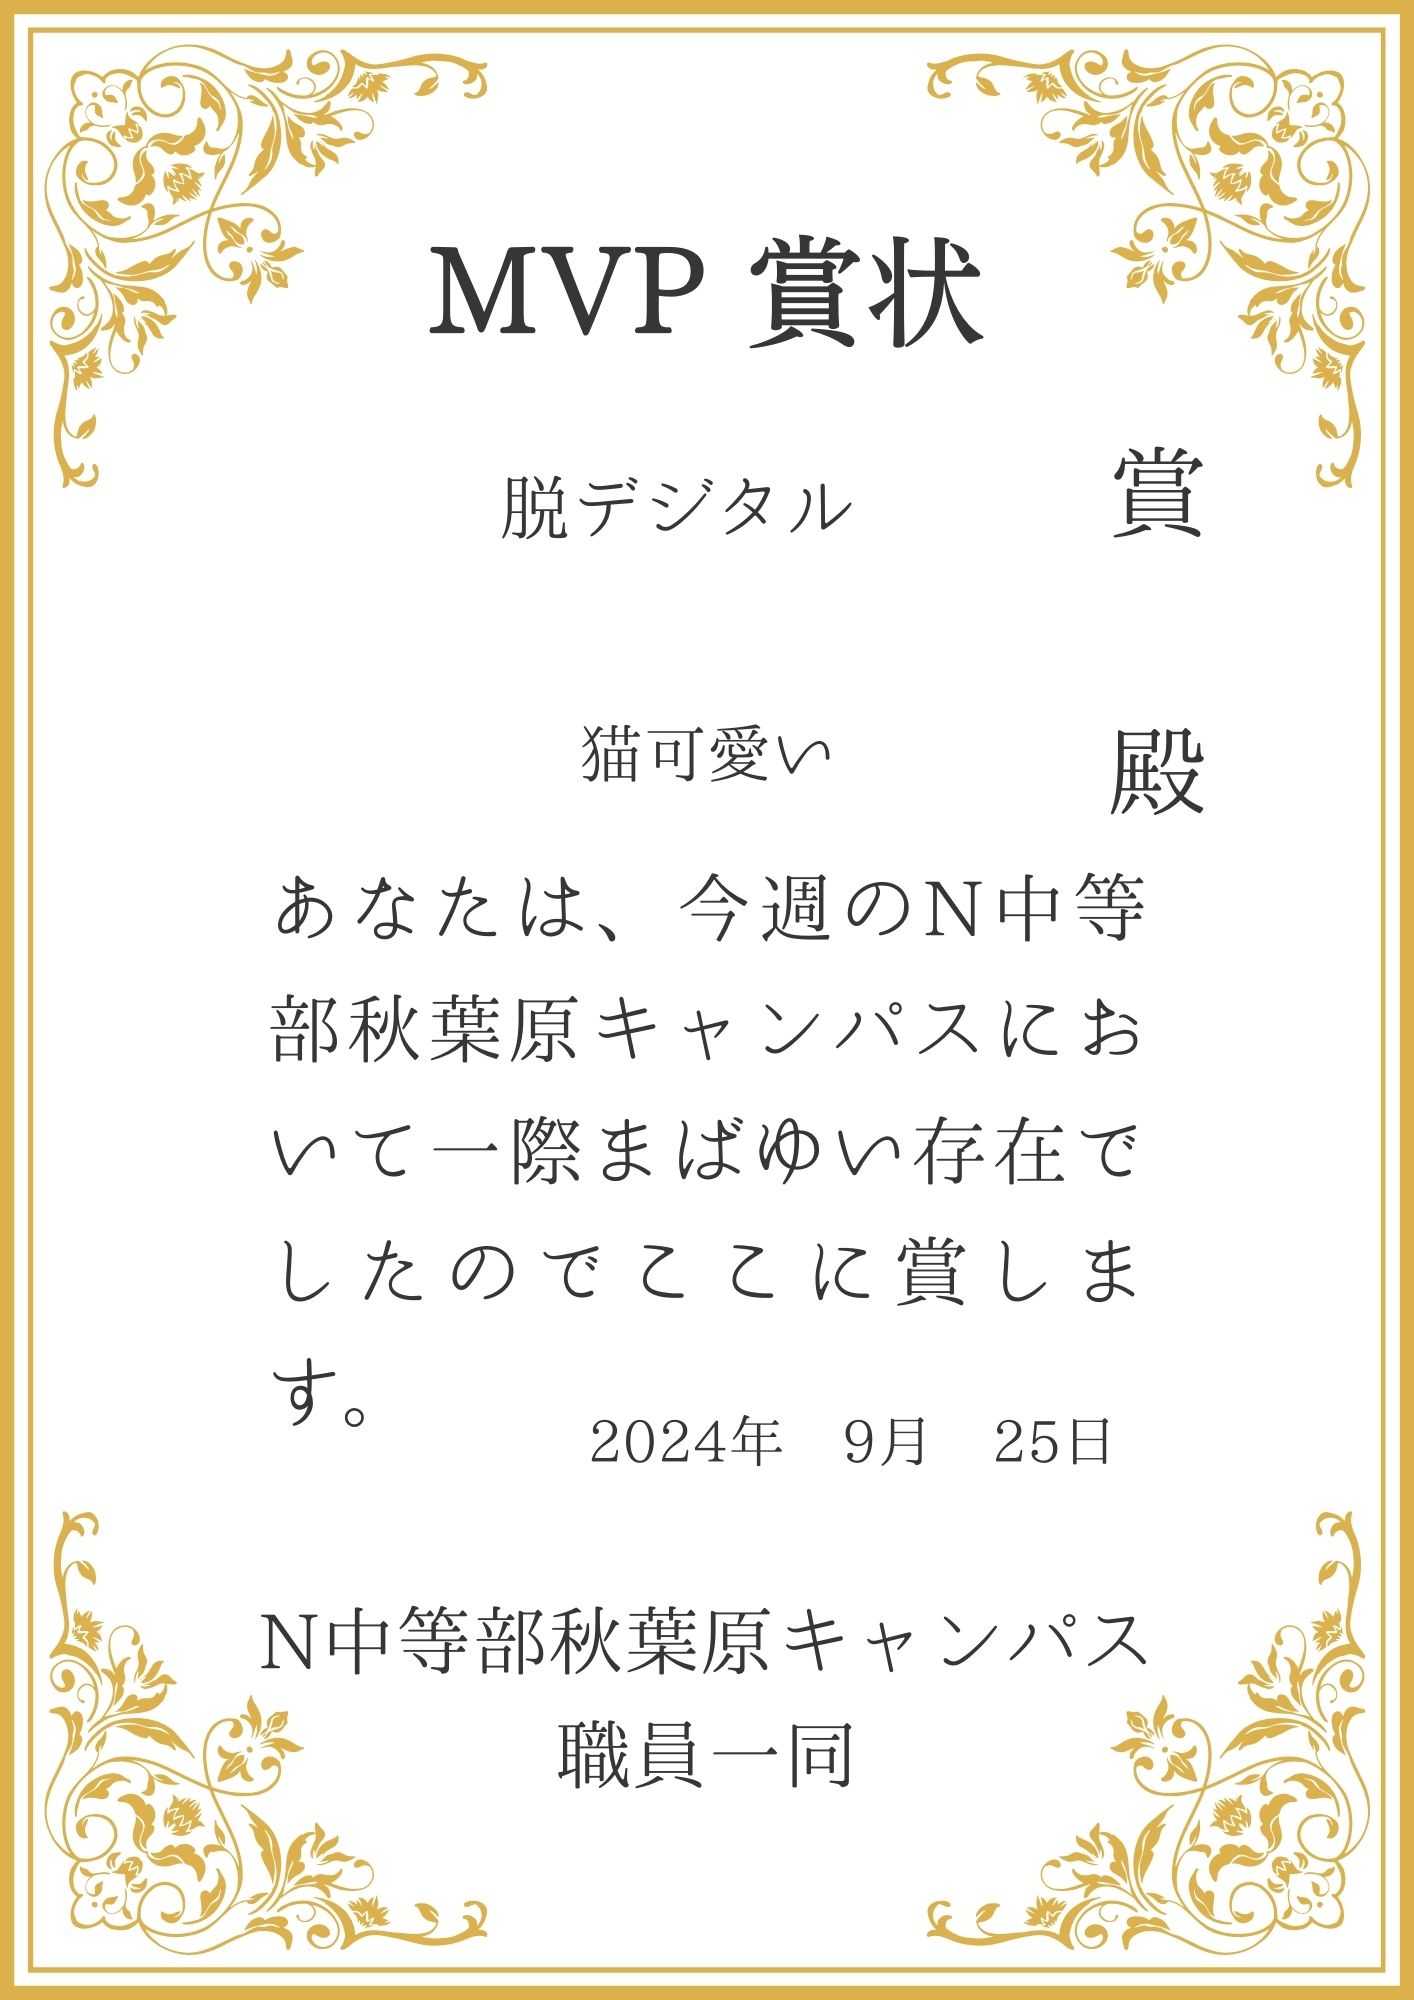 MVP 賞状
脱デジタル 賞
猫可愛い 殿
あなたは、今週のN中等
部秋葉原キャンパスにお
いて一際まばゆい存在で
したのでここに賞しま
す。
2024年　9月　25日
N中等部秋葉原キャンパス
職員一同